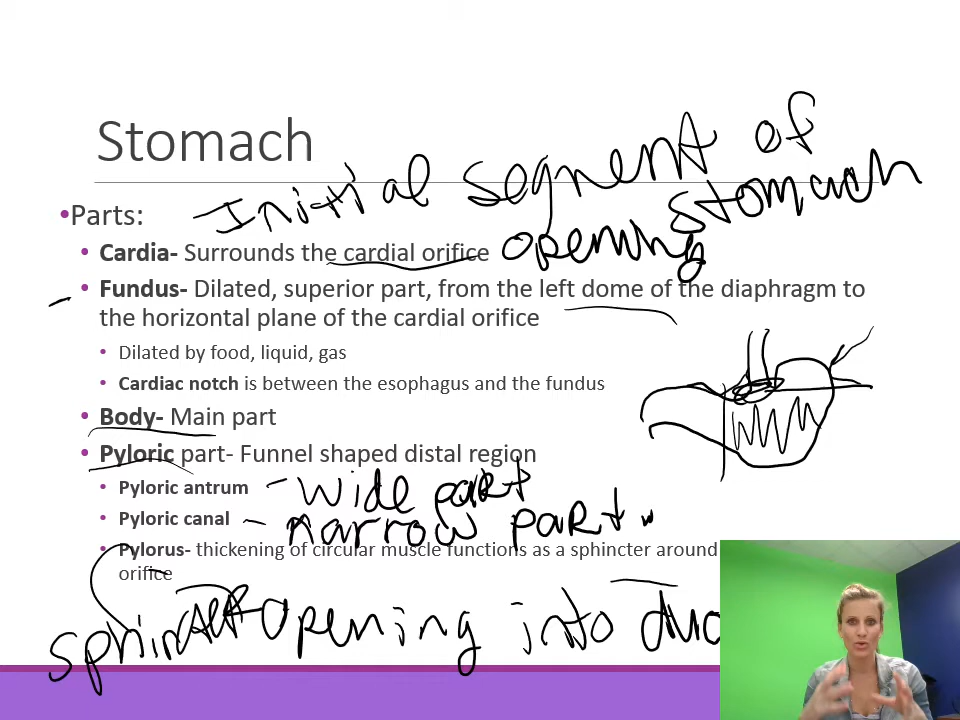 Stomach
Initial segment of
stomach
•Parts:
• Cardia- Surrounds the cardial orifice opening
• Fundus- Dilated, superior part, from the left dome of the diaphragm to
the horizontal plane of the cardial orifice
• Dilated by food, liquid, gas
• Cardiac notch is between the esophagus and the fundus
• Body- Main part
• Pyloric part- Funnel shaped distal region
• Pyloric antrum - wide part
• Pyloric canal - narrow part
• Pylorus- thickening of circular muscle functions as a sphincter around
orifice
sphincter opening into duo